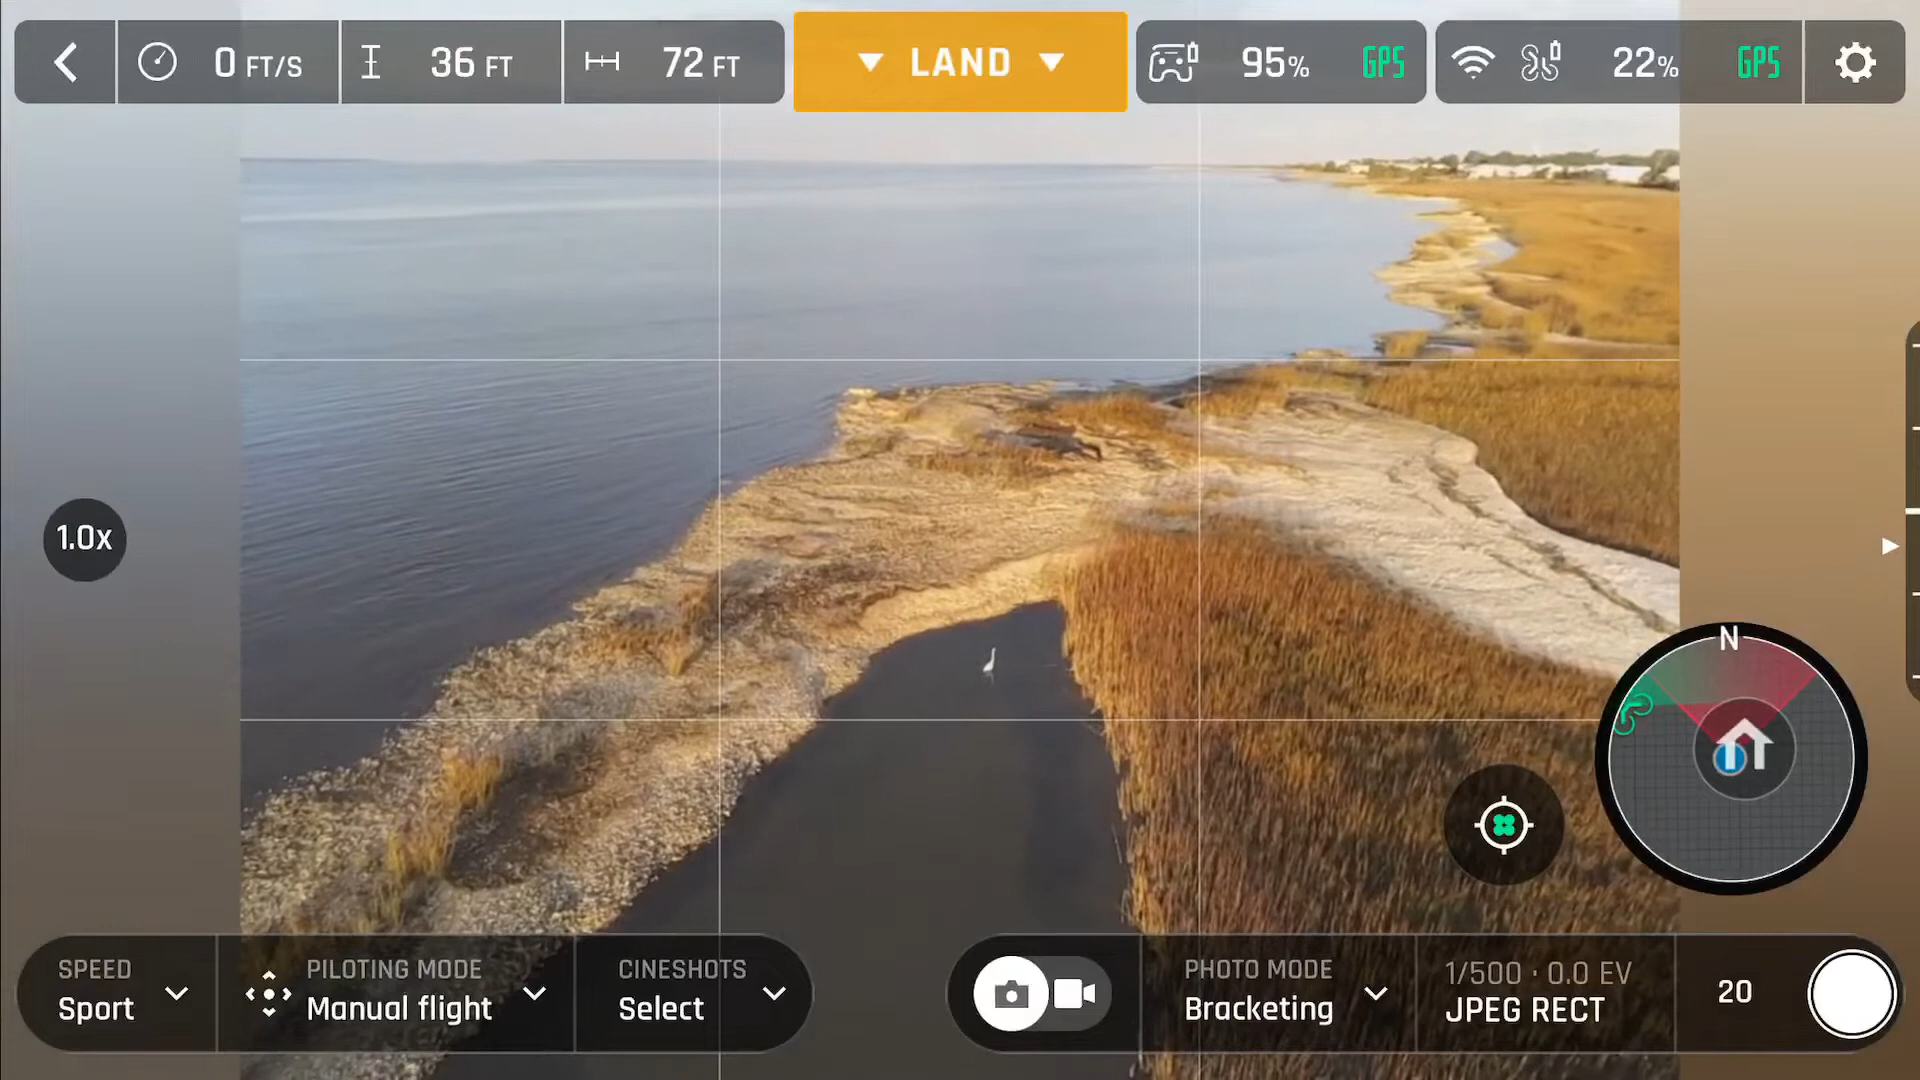 0 FT/S
36 FT
72 FT
LAND
95%
GPS
22%
GPS
1.0x
N
SPEED
Sport
PILOTING MODE
Manual flight
CINESHOTS
Select
PHOTO MODE
Bracketing
1/500 · 0.0 EV
JPEG RECT
20